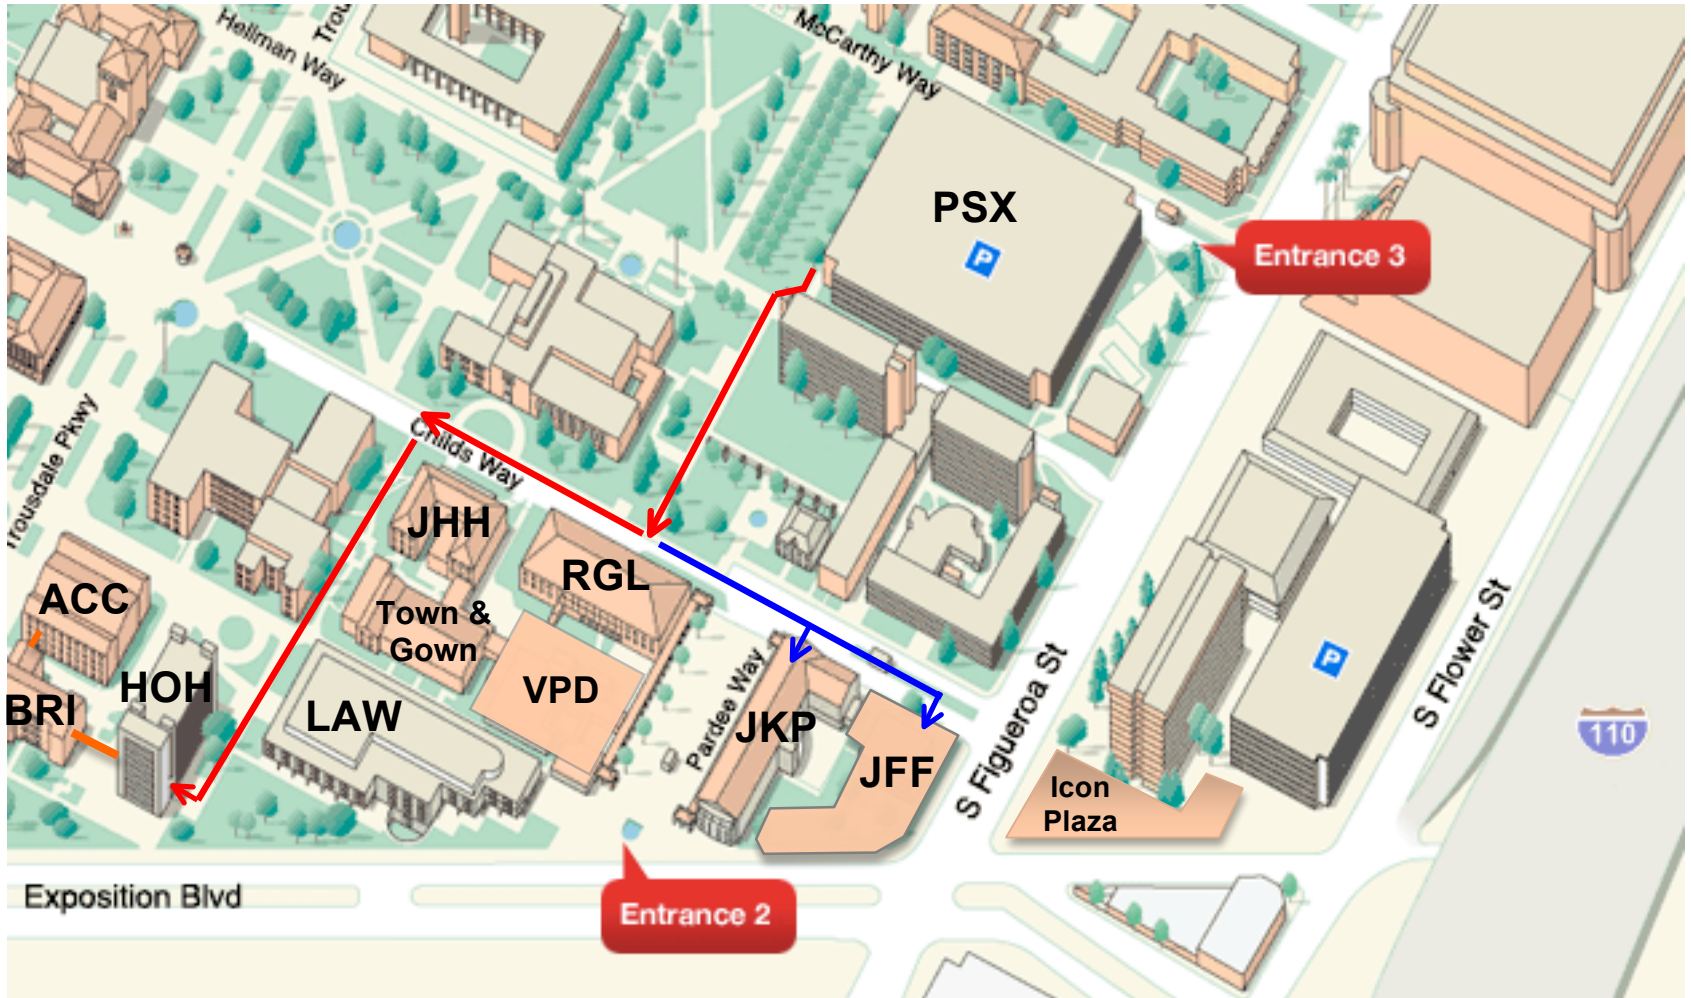 Hellman Way
Trou
McCarthy Way
PSX
P
Entrance 3
Childs Way
Trousdale Pkwy
JHH
RGL
ACC
Town &
Gown
HOH
VPD
BRI
LAW
Pardee Way
JKP
JFF
S Figueroa St
Icon
Plaza
P
S Flower St
110
Exposition Blvd
Entrance 2